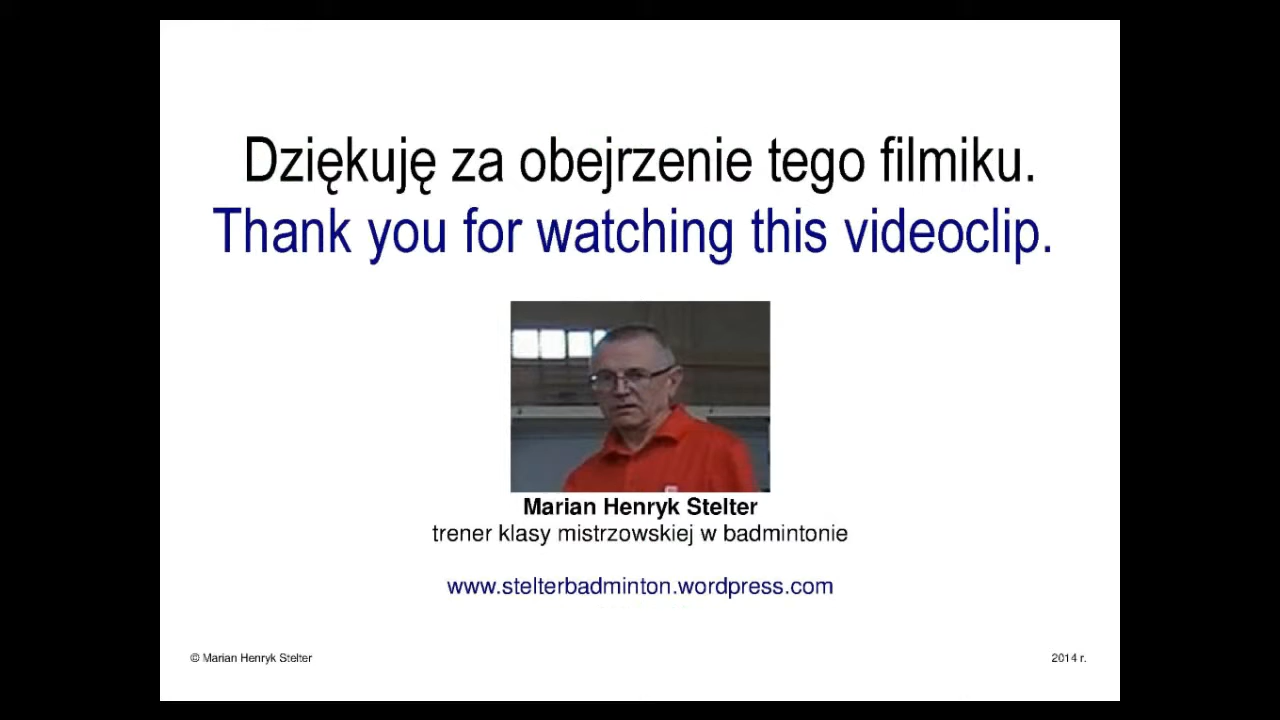 Dziękuję za obejrzenie tego filmiku.
Thank you for watching this videoclip.
Marian Henryk Stelter
trener klasy mistrzowskiej w badmintonie
www.stelterbadminton.wordpress.com
© Marian Henryk Stelter
2014 r.